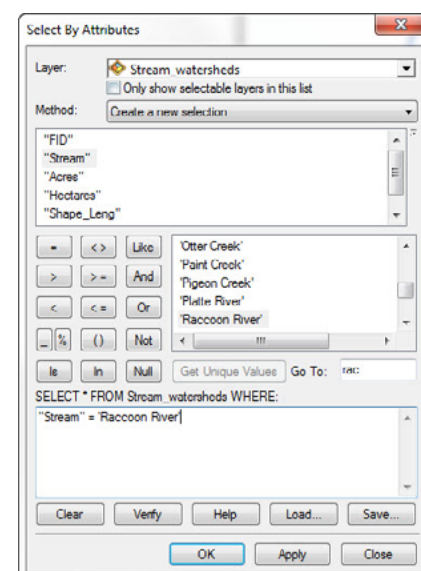 Select By Attributes
Layer: Stream_watersheds
Only show selectable layers in this list
Method: Create a new selection
"FID"
"Stream"
"Acres"
"Hectares"
"Shape_Leng"
= < > Like
> > = And
< < = Or
_ % ( ) Not
'Otter Creek'
'Paint Creek'
'Pigeon Creek'
'Platte River'
'Raccoon River'
Is In Null Get Unique Values Go To: rac
SELECT * FROM Stream_watersheds WHERE:
"Stream" = 'Raccoon River'
Clear Verify Help Load... Save...
OK Apply Close